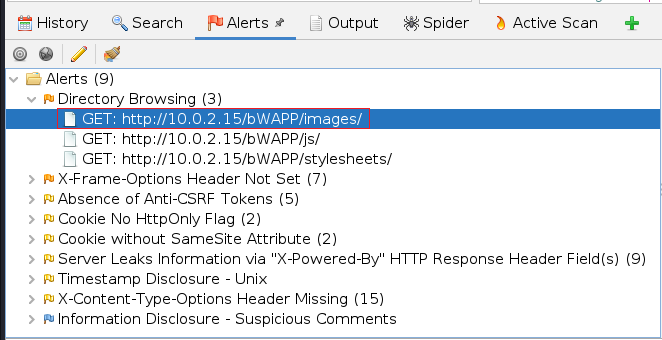 History Search Alerts Output Spider Active Scan
Alerts (9)
Directory Browsing (3)
GET: http://10.0.2.15/bWAPP/images/
GET: http://10.0.2.15/bWAPP/js/
GET: http://10.0.2.15/bWAPP/stylesheets/
X-Frame-Options Header Not Set (7)
Absence of Anti-CSRF Tokens (5)
Cookie No HttpOnly Flag (2)
Cookie without SameSite Attribute (2)
Server Leaks Information via "X-Powered-By" HTTP Response Header Field(s) (9)
Timestamp Disclosure - Unix
X-Content-Type-Options Header Missing (15)
Information Disclosure - Suspicious Comments